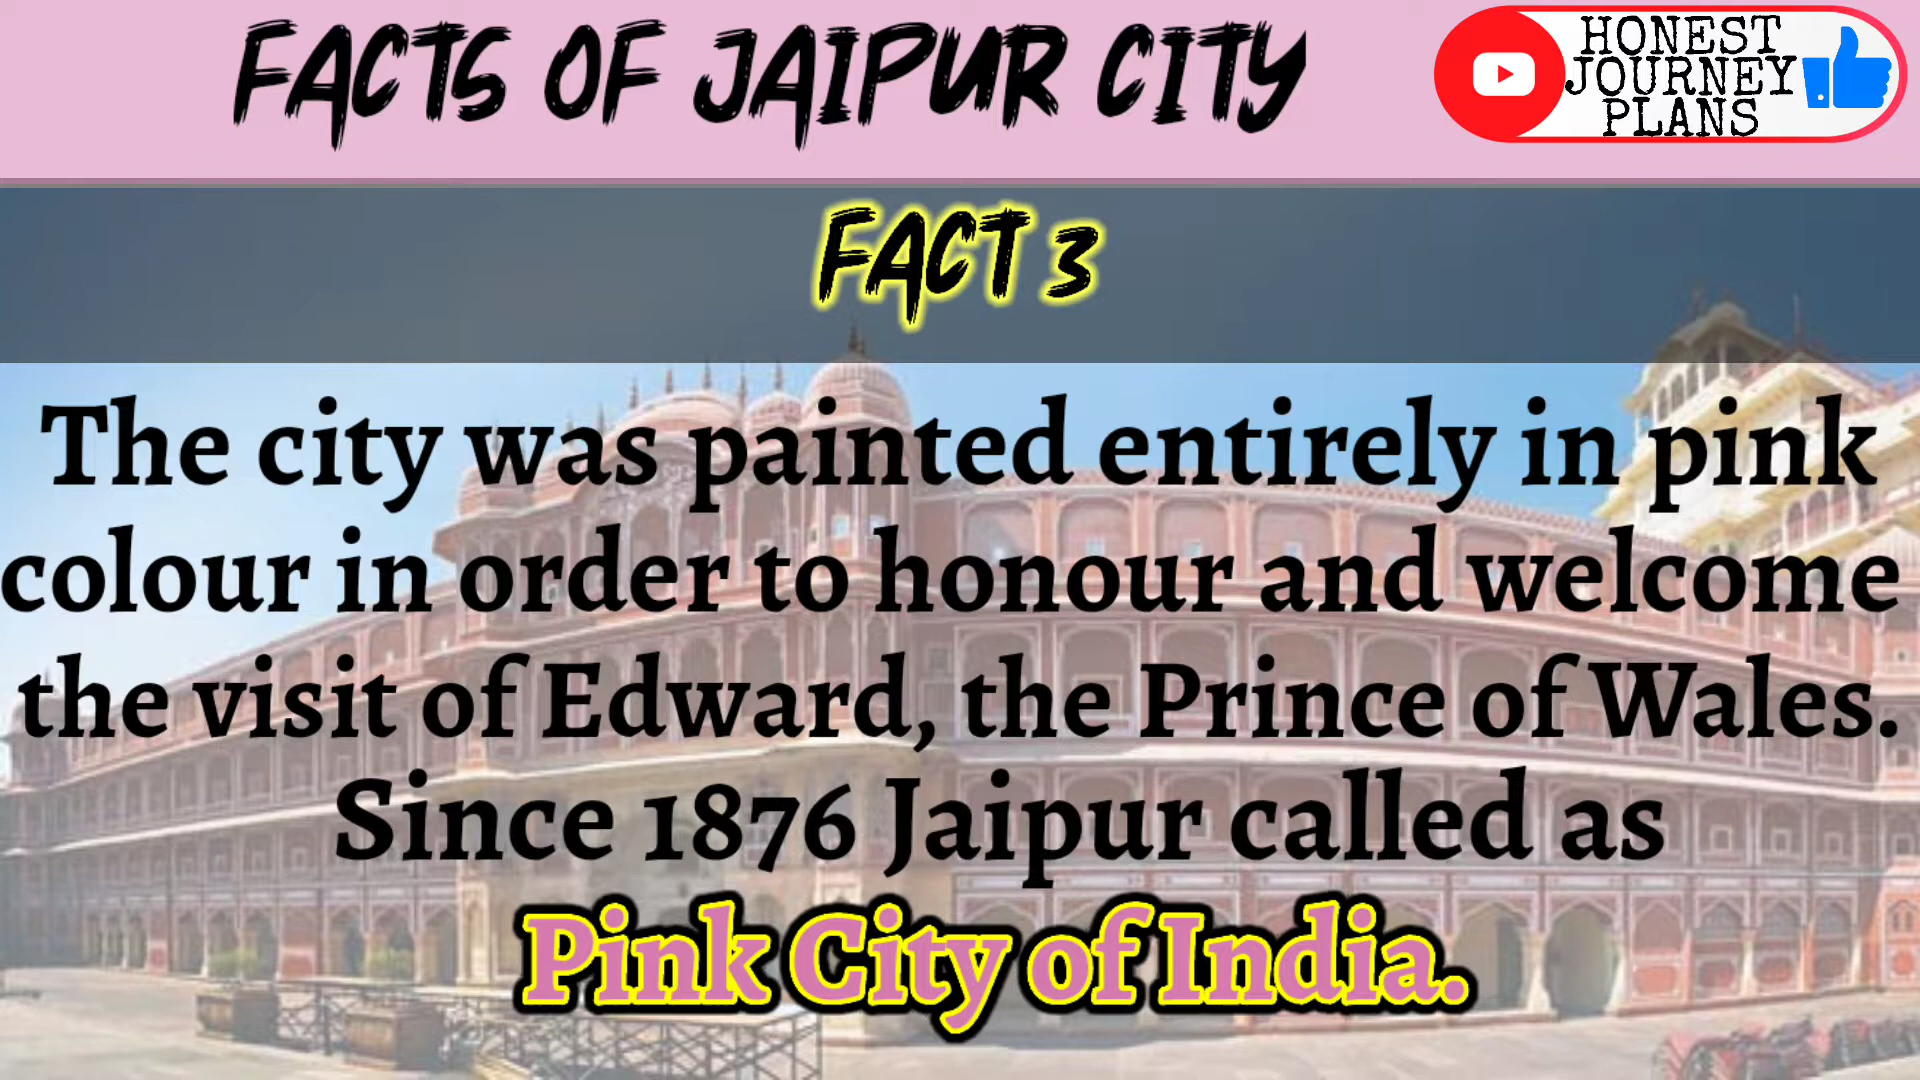 FACTS OF JAIPUR CITY
HONEST
JOURNEY
PLANS
FACT 3
The city was painted entirely in pink
colour in order to honour and welcome
the visit of Edward, the Prince of Wales.
Since 1876 Jaipur called as
Pink City of India.